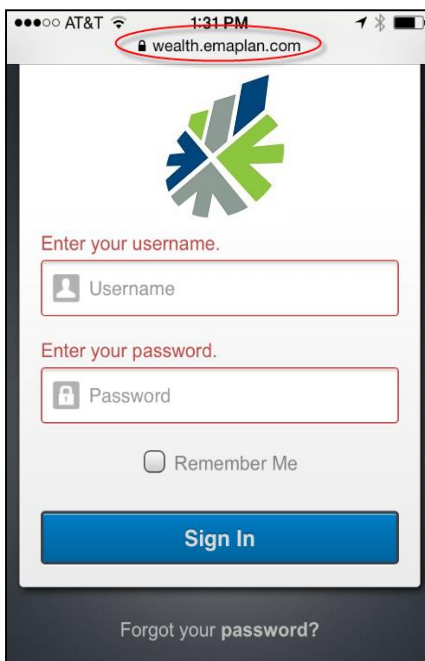 AT&T 1:31 PM
wealth.emaplan.com
Enter your username.
Username
Enter your password.
Password
Remember Me
Sign In
Forgot your password?